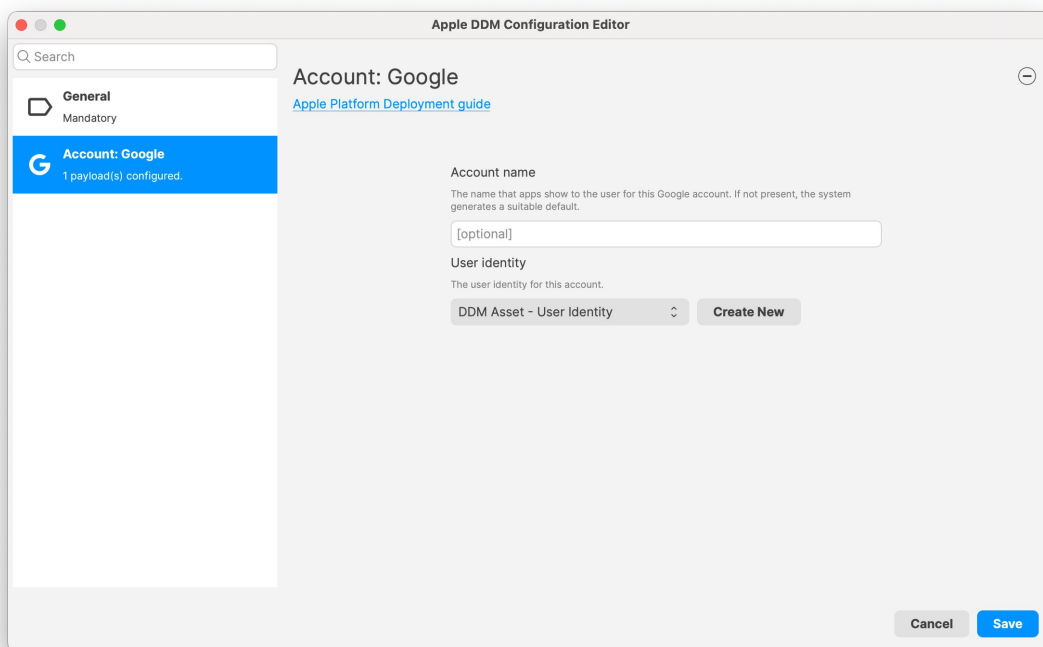 Apple DDM Configuration Editor
Search
General
Mandatory
Account: Google
1 payload(s) configured.
Account: Google
Apple Platform Deployment guide
Account name
The name that apps show to the user for this Google account. If not present, the system
generates a suitable default.
[optional]
User identity
The user identity for this account.
DDM Asset - User Identity
Create New
Cancel
Save